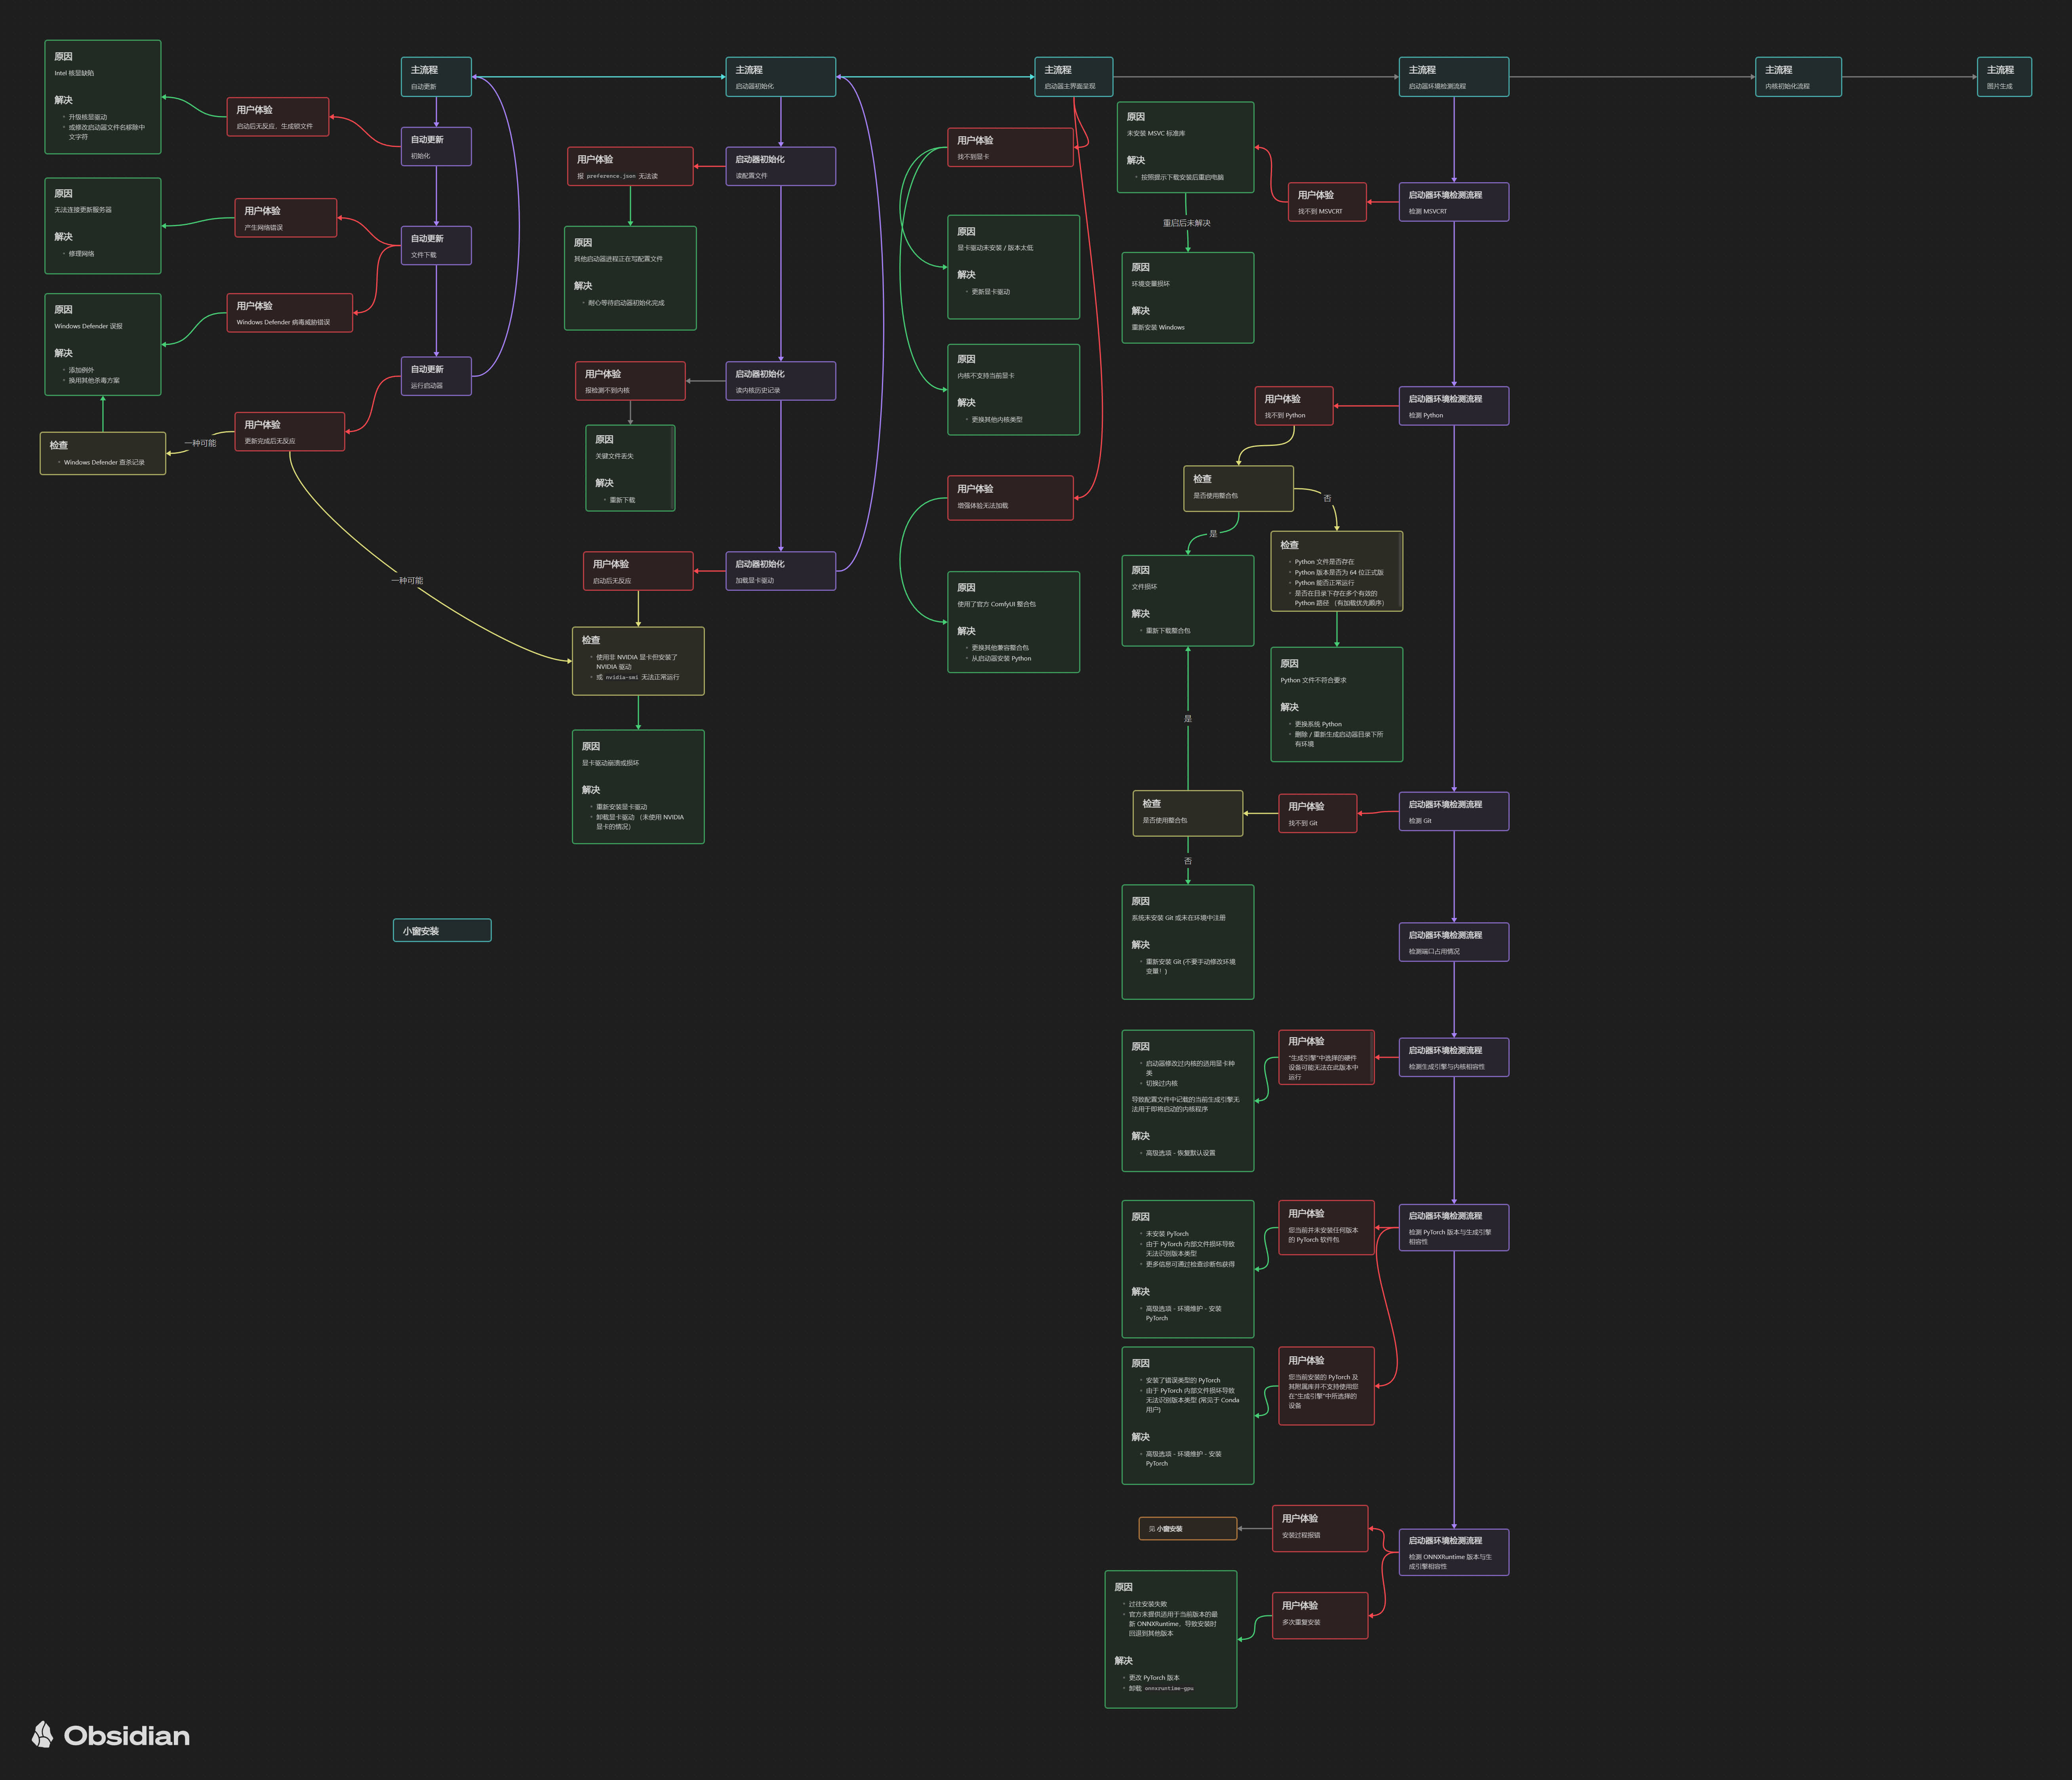 主流程
自动更新
主流程
启动器初始化
主流程
启动器主界面呈现
主流程
启动器环境检测流程
主流程
内核初始化流程
主流程
图片生成
原因
Intel 核显缺陷
解决
升级核显驱动
或修改启动器文件名移除中
文字符
用户体验
启动后无反应，生成锁文件
自动更新
初始化
原因
无法连接更新服务器
解决
修理网络
用户体验
产生网络错误
自动更新
文件下载
原因
Windows Defender 误报
解决
添加例外
换用其他杀毒方案
用户体验
Windows Defender 病毒威胁错误
自动更新
运行启动器
用户体验
更新完成后无反应
一种可能
检查
Windows Defender 查杀记录
一种可能
小窗安装
用户体验
报 preference.json 无法读
启动器初始化
读配置文件
原因
其他启动器进程正在写配置文件
解决
耐心等待启动器初始化完成
用户体验
报检测不到内核
启动器初始化
读内核历史记录
原因
关键文件丢失
解决
重新下载
用户体验
启动后无反应
启动器初始化
加载显卡驱动
检查
使用非 NVIDIA 显卡但安装了
NVIDIA 驱动
或 nvidia-smi 无法正常运行
原因
显卡驱动崩溃或损坏
解决
重新安装显卡驱动
卸载显卡驱动 （未使用 NVIDIA
显卡的情况）
用户体验
找不到显卡
原因
显卡驱动未安装 / 版本太低
解决
更新显卡驱动
原因
内核不支持当前显卡
解决
更换其他内核类型
用户体验
增强体验无法加载
原因
使用了官方 ComfyUI 整合包
解决
更换其他兼容整合包
从启动器安装 Python
原因
未安装 MSVC 标准库
解决
按照提示下载安装后重启电脑
用户体验
找不到 MSVCRT
启动器环境检测流程
检测 MSVCRT
重启后未解决
原因
环境变量损坏
解决
重新安装 Windows
用户体验
找不到 Python
启动器环境检测流程
检测 Python
检查
是否使用整合包
否
是
检查
Python 文件是否存在
Python 版本是否为 64 位正式版
Python 能否正常运行
是否在目录下存在多个有效的
Python 路径 （有加载优先顺序）
原因
文件损坏
解决
重新下载整合包
原因
Python 文件不符合要求
解决
更换系统 Python
删除 / 重新生成启动器目录下所
有环境
是
检查
是否使用整合包
用户体验
找不到 Git
启动器环境检测流程
检测 Git
否
原因
系统未安装 Git 或未在环境中注册
解决
重新安装 Git (不要手动修改环境
变量！)
启动器环境检测流程
检测端口占用情况
原因
启动器修改过内核的适用显卡种
类
切换过内核
导致配置文件中记载的当前生成引擎无
法用于即将启动的内核程序
解决
高级选项 - 恢复默认设置
用户体验
“生成引擎”中选择的硬件
设备可能无法在此版本中
运行
启动器环境检测流程
检测生成引擎与内核相容性
原因
未安装 PyTorch
由于 PyTorch 内部文件损坏导致
无法识别版本类型
更多信息可通过检查诊断包获得
解决
高级选项 - 环境维护 - 安装
PyTorch
用户体验
您当前并未安装任何版本
的 PyTorch 软件包
启动器环境检测流程
检测 PyTorch 版本与生成引擎
相容性
原因
安装了错误类型的 PyTorch
由于 PyTorch 内部文件损坏导致
无法识别版本类型 (常见于 Conda
用户)
解决
高级选项 - 环境维护 - 安装
PyTorch
用户体验
您当前安装的 PyTorch 及
其附属库并不支持使用您
在“生成引擎”中所选择的
设备
见 小窗安装
用户体验
安装过程报错
启动器环境检测流程
检测 ONNXRuntime 版本与生
成引擎相容性
原因
过往安装失败
官方未提供适用于当前版本的最
新 ONNXRuntime，导致安装时
回退到其他版本
解决
更改 PyTorch 版本
卸载 onnxruntime-gpu
用户体验
多次重复安装
Obsidian